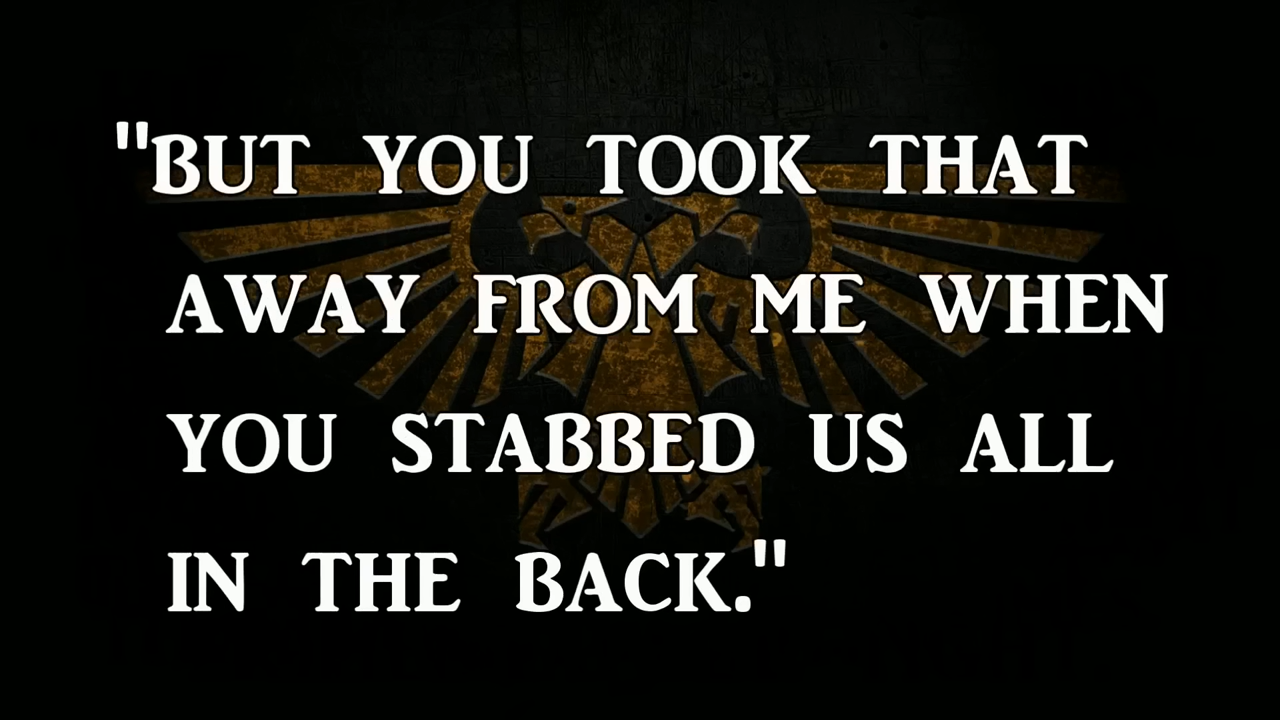 "BUT YOU TOOK THAT
AWAY FROM ME WHEN
YOU STABBED US ALL
IN THE BACK."